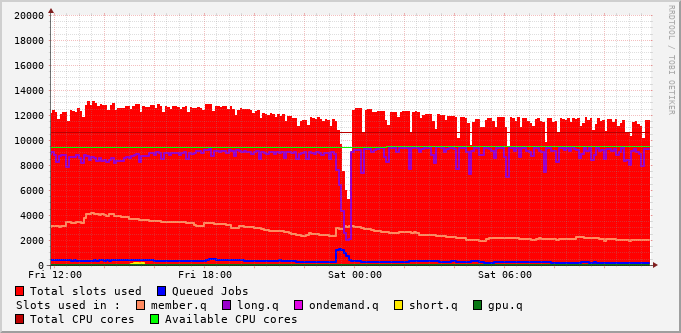 20000
18000
16000
14000
12000
10000
8000
6000
4000
2000
0
Fri 12:00 Fri 18:00 Sat 00:00 Sat 06:00
RRDTOOL / TOBI OETIKER
Total slots used Queued Jobs
Slots used in : member.q long.q ondemand.q short.q gpu.q
Total CPU cores Available CPU cores